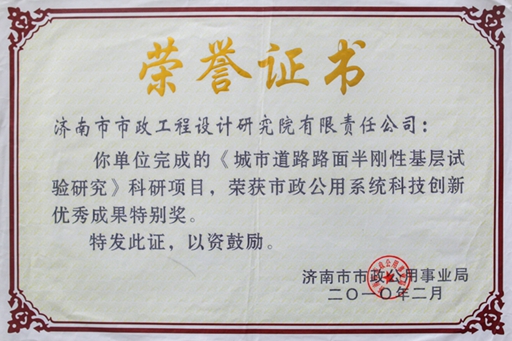 荣誉证书
济南市市政工程设计研究院有限责任公司：
你单位完成的《城市道路路面半刚性基层试
验研究》科研项目，荣获市政公用系统科技创新
优秀成果特别奖。
特发此证，以资鼓励。
济南市市政公用事业局
二〇一〇年二月